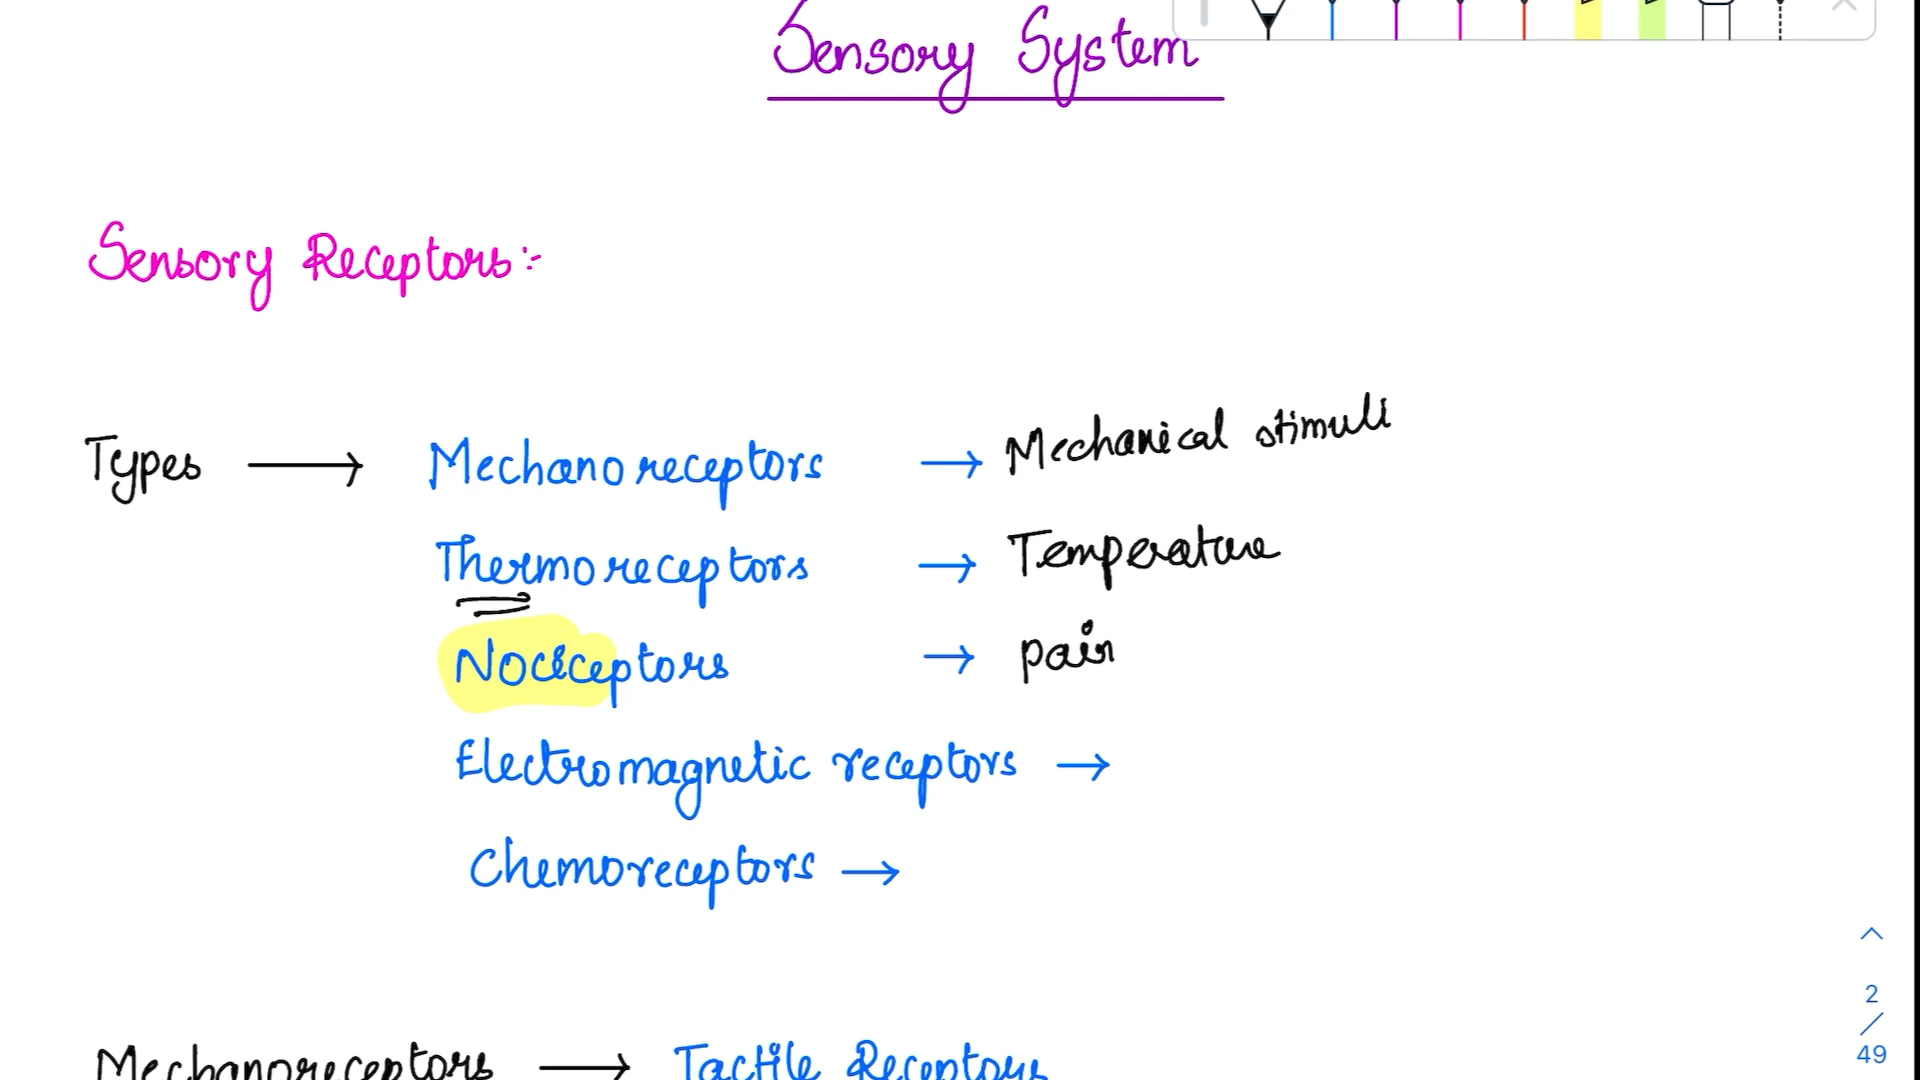 Sensory System
Sensory Receptors:-
Types → Mechanoreceptors → Mechanical stimuli
Thermoreceptors → Temperature
Nociceptors → pain
Electromagnetic receptors →
Chemoreceptors →
Mechanoreceptors → Tactile Receptors
2
/
49